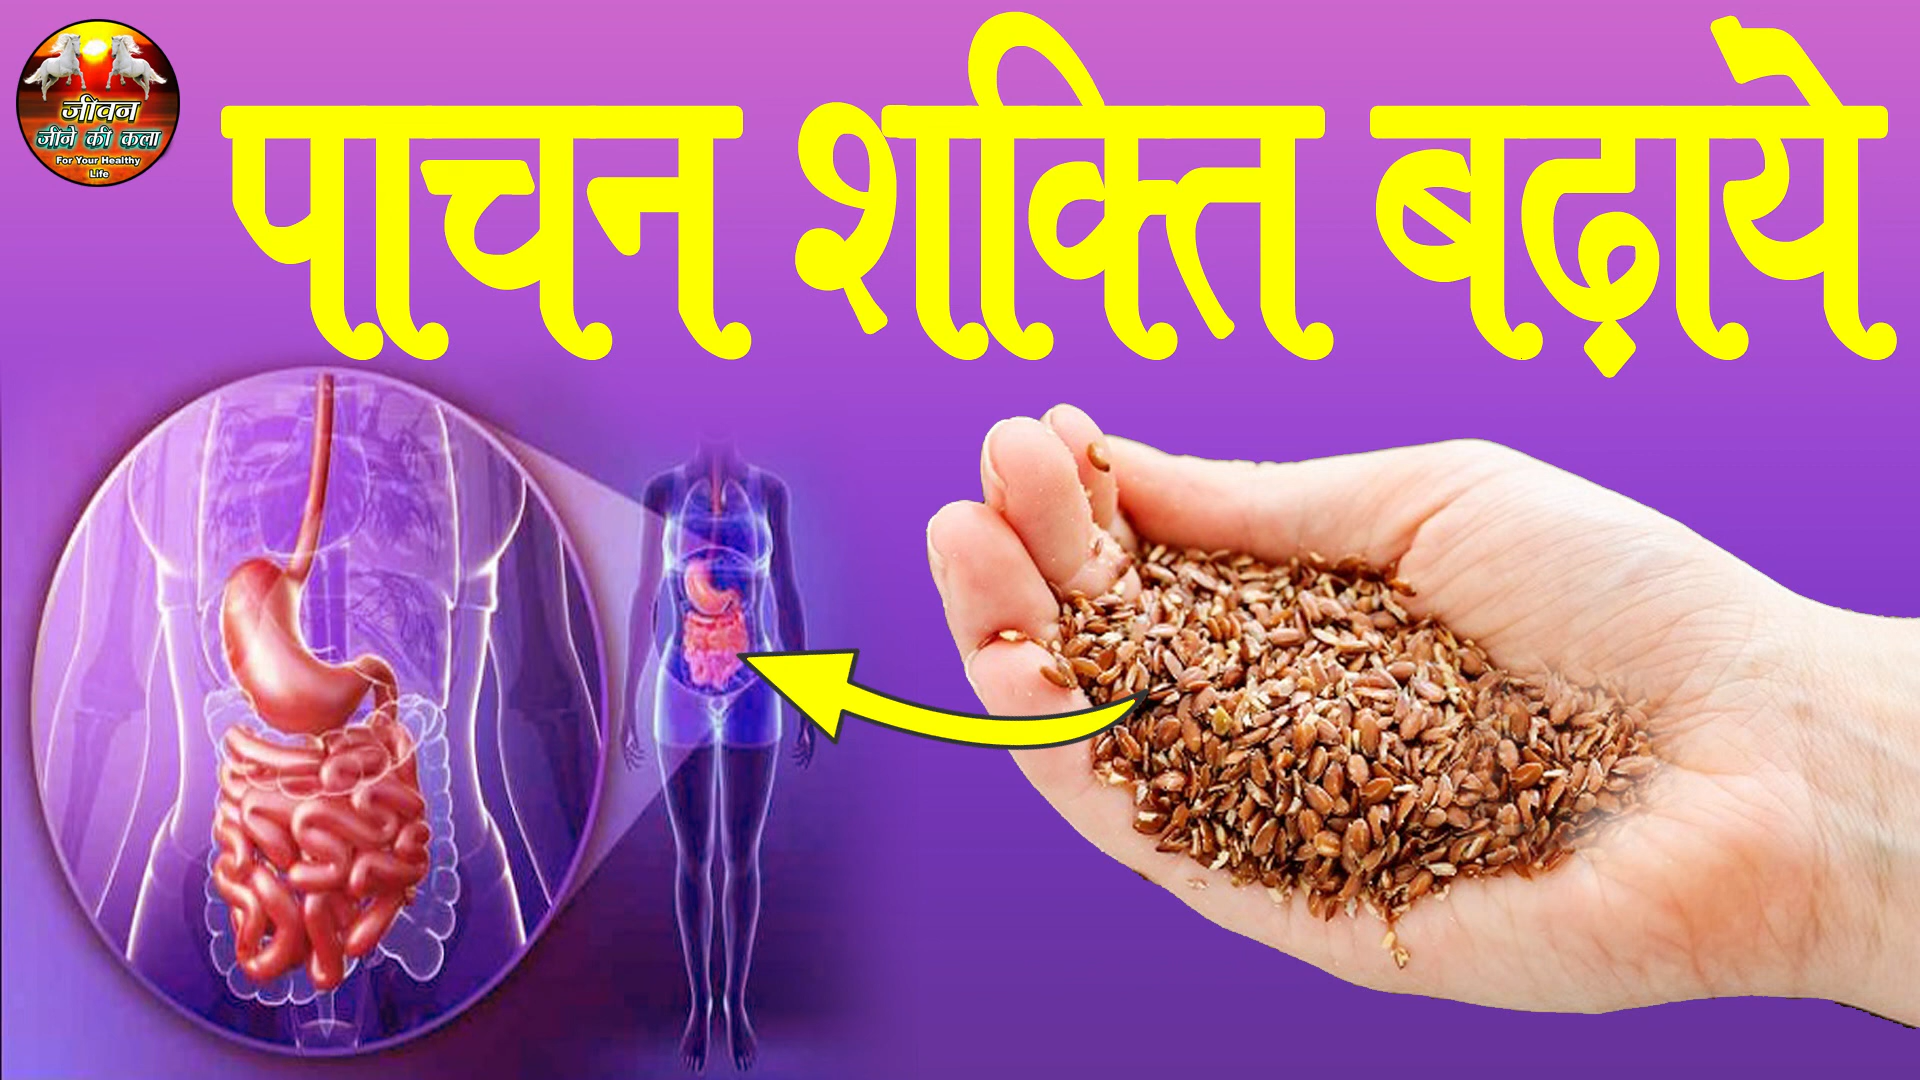 जीवन
जीने की कला
For Your Healthy
Life
पाचन शक्ति बढ़ाये